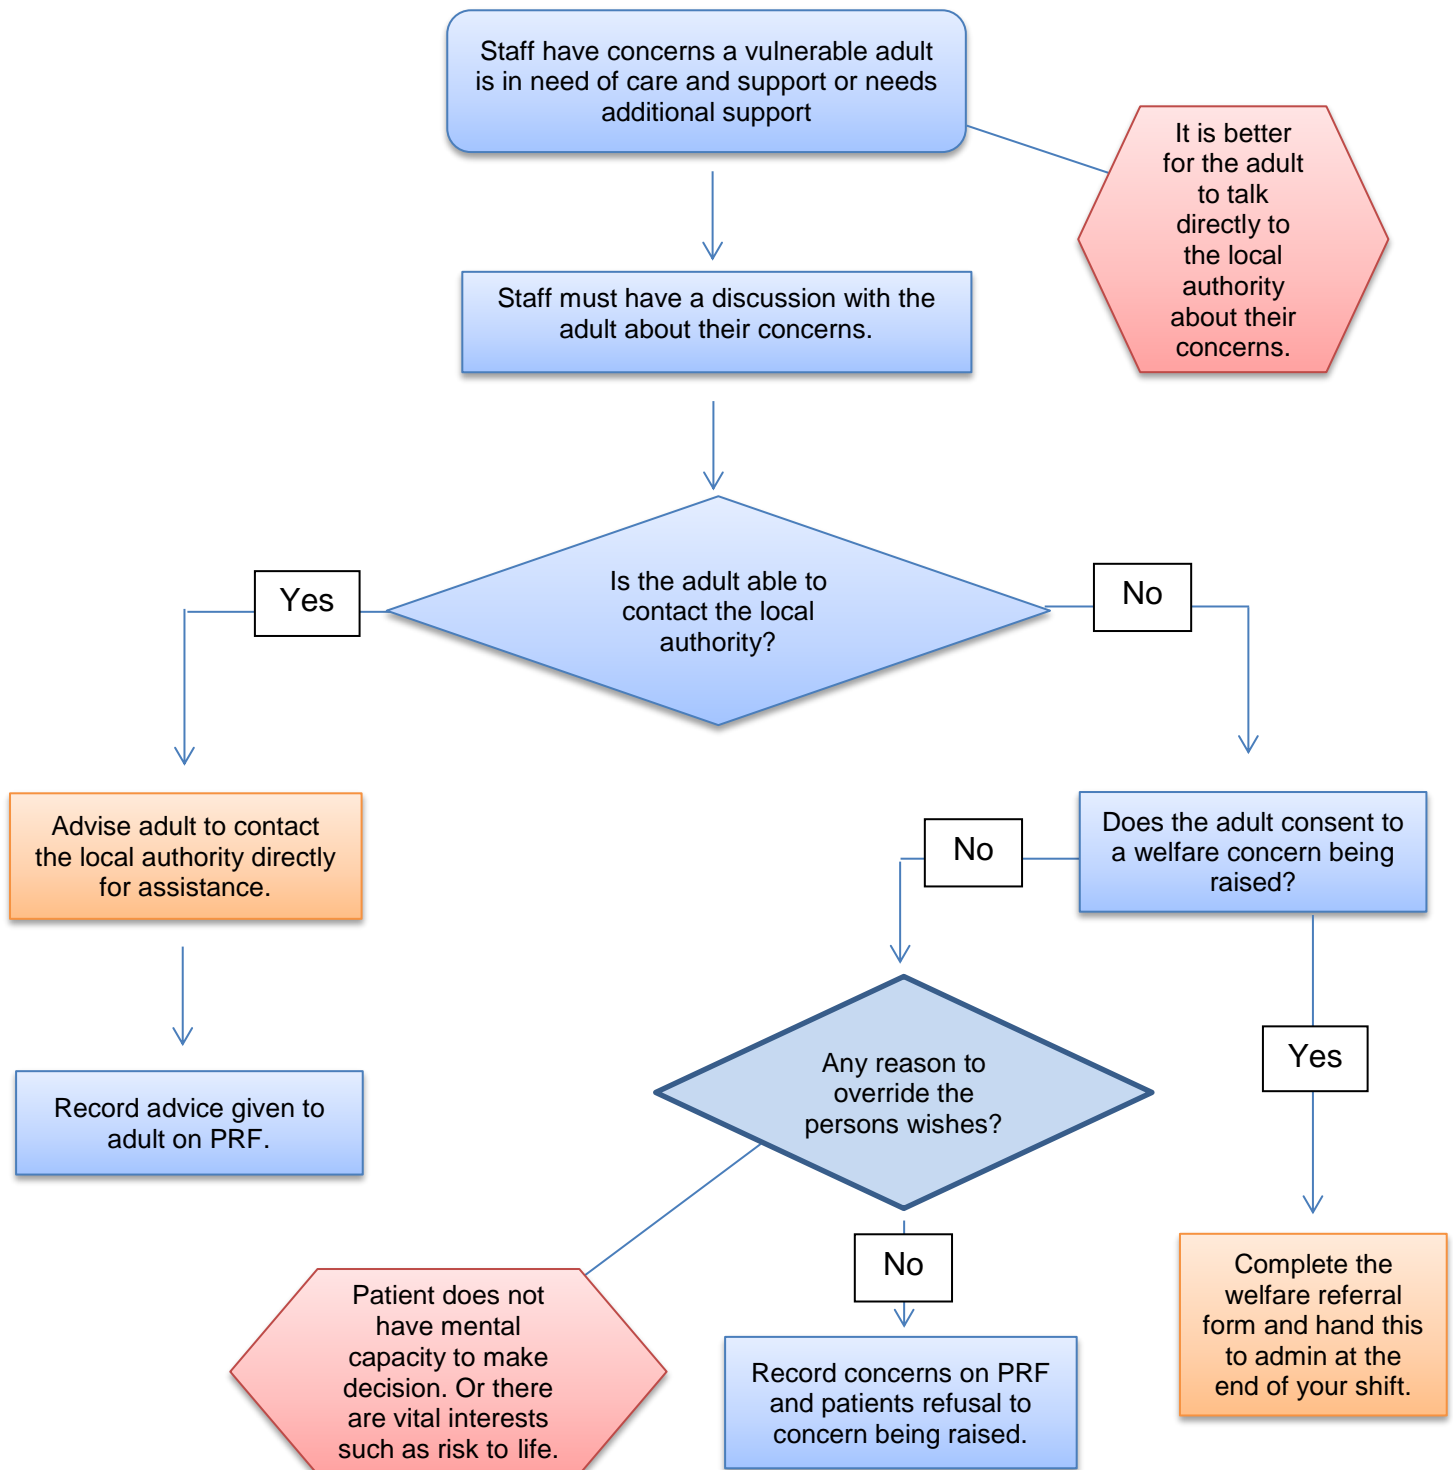 Staff have concerns a vulnerable adult
is in need of care and support or needs
additional support
It is better
for the adult
to talk
directly to
the local
authority
about their
concerns.
Staff must have a discussion with the
adult about their concerns.
Is the adult able to
contact the local
authority?
Yes
No
Advise adult to contact
the local authority directly
for assistance.
Does the adult consent to
a welfare concern being
raised?
No
Yes
Record advice given to
adult on PRF.
Any reason to
override the
persons wishes?
No
Patient does not
have mental
capacity to make
decision. Or there
are vital interests
such as risk to life.
Record concerns on PRF
and patients refusal to
concern being raised.
Complete the
welfare referral
form and hand this
to admin at the
end of your shift.